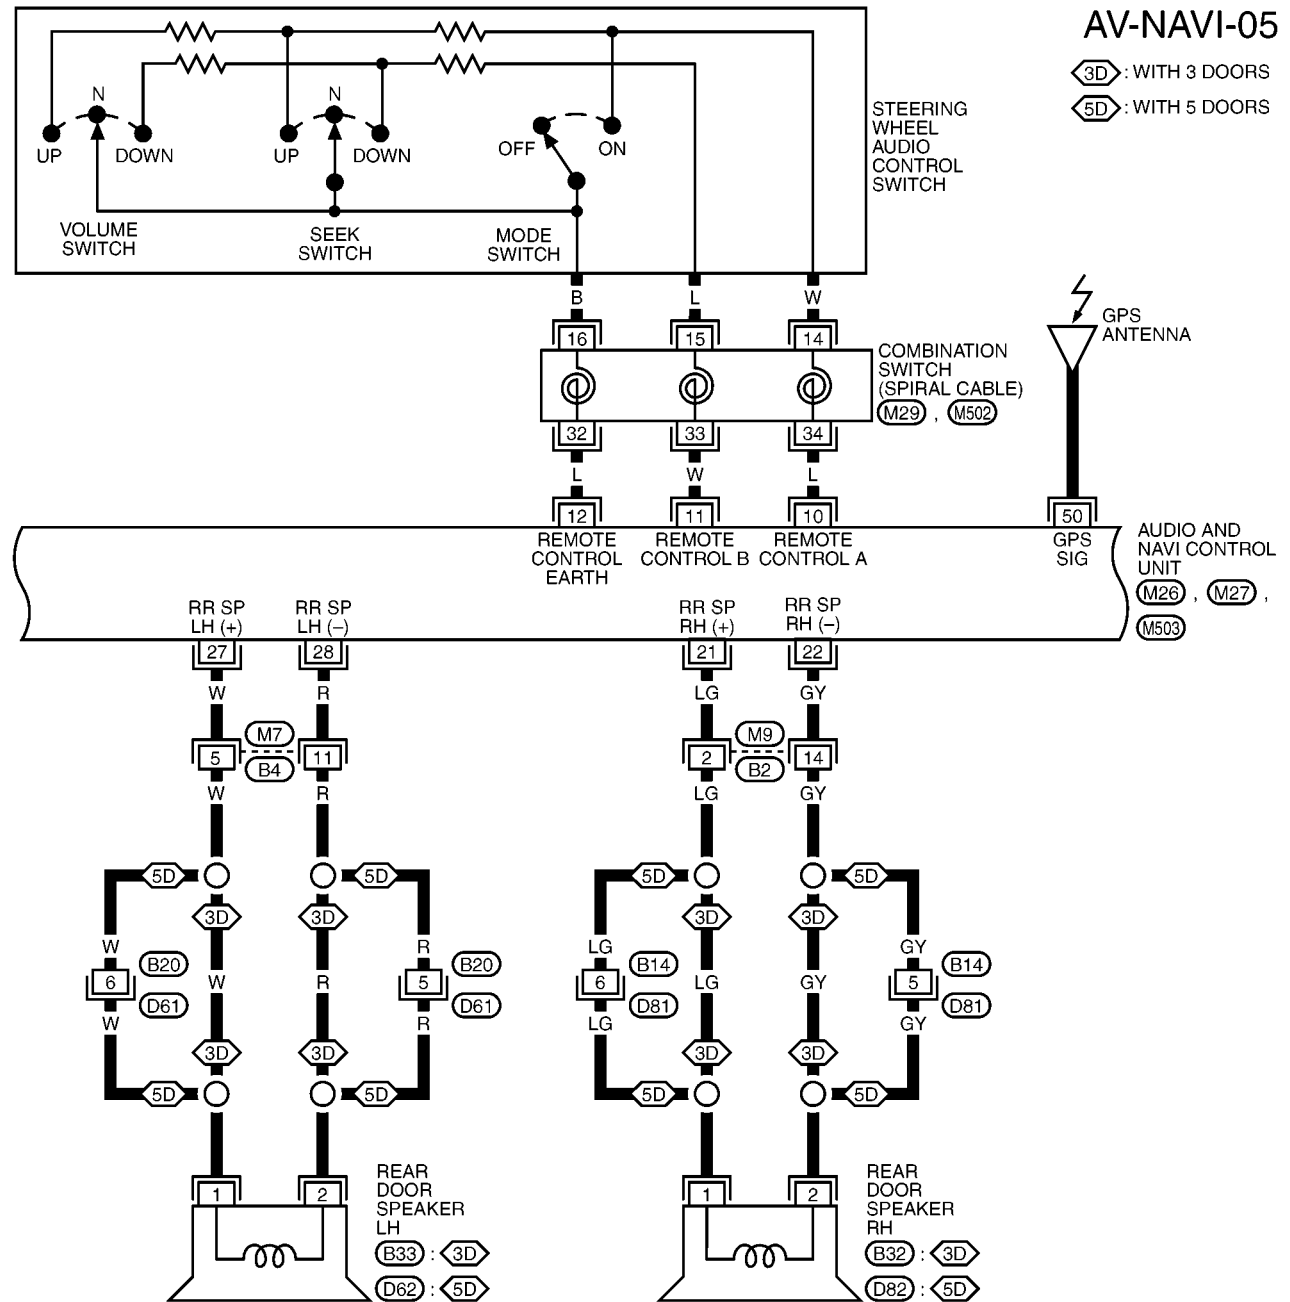 AV-NAVI-05
3D : WITH 3 DOORS
5D : WITH 5 DOORS
N
UP DOWN
VOLUME
SWITCH
N
UP DOWN
SEEK
SWITCH
OFF ON
MODE
SWITCH
STEERING
WHEEL
AUDIO
CONTROL
SWITCH
B L W
16 15 14
COMBINATION
SWITCH
(SPIRAL CABLE)
M29 , M502
32 33 34
L W L
12 11 10
GPS
ANTENNA
50
REMOTE
CONTROL
EARTH
REMOTE
CONTROL B
REMOTE
CONTROL A
GPS
SIG
AUDIO AND
NAVI CONTROL
UNIT
M26 , M27 ,
M503
RR SP
LH (+)
RR SP
LH (–)
RR SP
RH (+)
RR SP
RH (–)
27 28 21 22
W R LG GY
M7 M9
5 11 2 14
B4 B2
W R LG GY
5D 5D 5D 5D
3D 3D 3D 3D
W R LG GY
B20 B20 B14 B14
6 W R 5 6 LG GY 5
D61 D61 D81 D81
W R LG GY
3D 3D 3D 3D
5D 5D 5D 5D
1 2 1 2
REAR
DOOR
SPEAKER
LH
B33 : 3D
D62 : 5D
REAR
DOOR
SPEAKER
RH
B32 : 3D
D82 : 5D